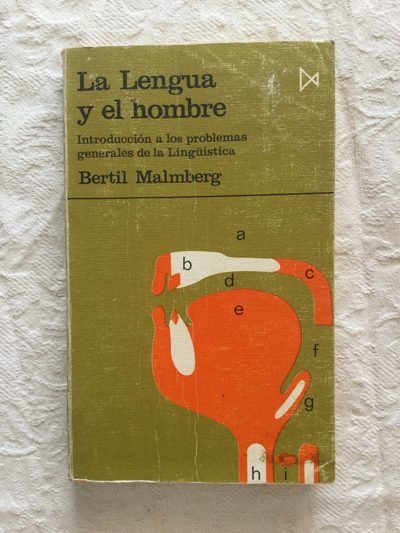 La Lengua
y el hombre
Introducción a los problemas
generales de la Lingüística
Bertil Malmberg
a
b
c
d
e
f
g
h
i